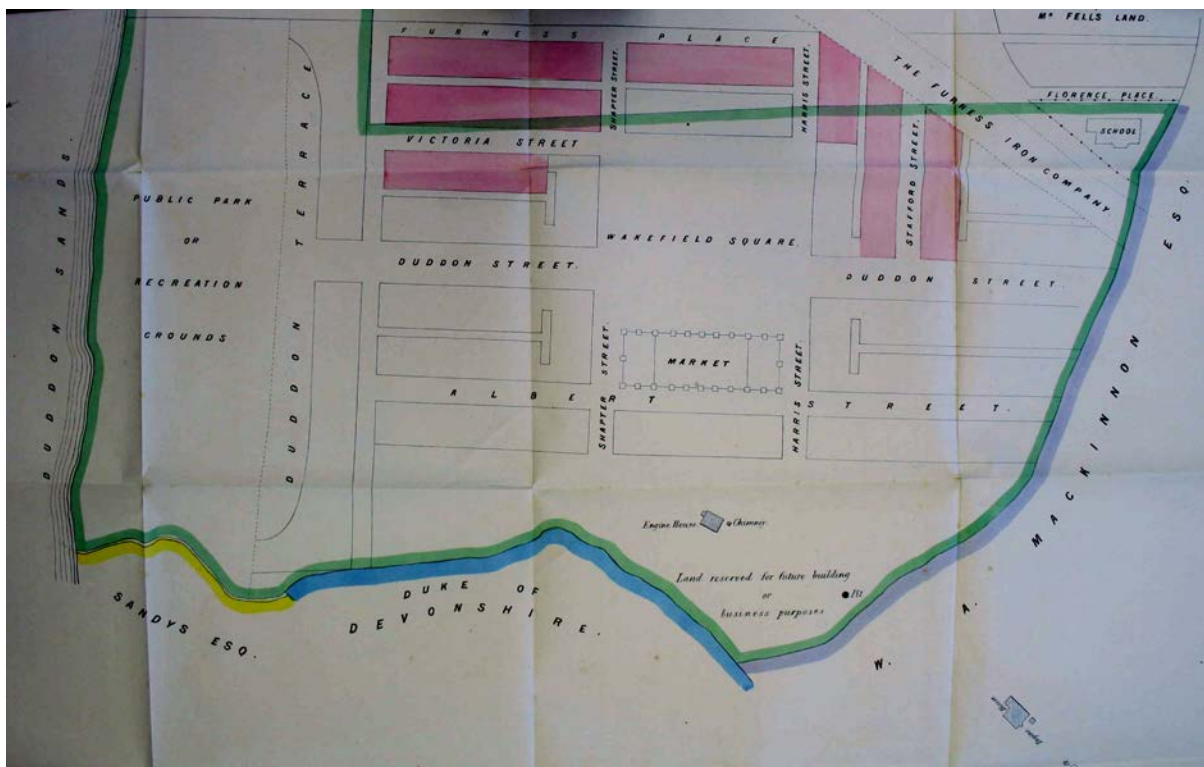 MR FELLS LAND.
FURNESS PLACE
THE FURNESS IRON COMPANY
SHAPTER STREET.
HARRIS STREET.
FLORENCE PLACE.
SCHOOL
VICTORIA STREET
STAFFORD STREET.
DUDDON SANDS.
PUBLIC PARK
OR
RECREATION
GROUNDS
DUDDON TERRACE
WAKEFIELD SQUARE.
DUDDON STREET.
DUDDON STREET.
MARKET
SHAPTER STREET.
HARRIS STREET.
ALBERT STREET.
W. A. MACKINNON ESQ.
Engine House
Chimney
Land reserved for future building
or
business purposes
Pit
SANDYS ESQ.
DUKE OF
DEVONSHIRE.
Engine
House